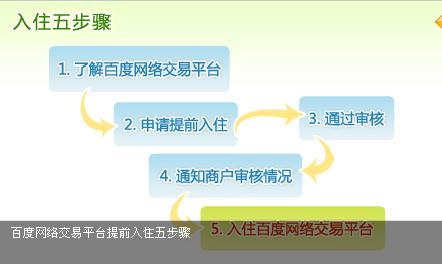 入住五步骤
1. 了解百度网络交易平台
2. 申请提前入住
3. 通过审核
4. 通知商户审核情况
5. 入住百度网络交易平台
百度网络交易平台提前入住五步骤